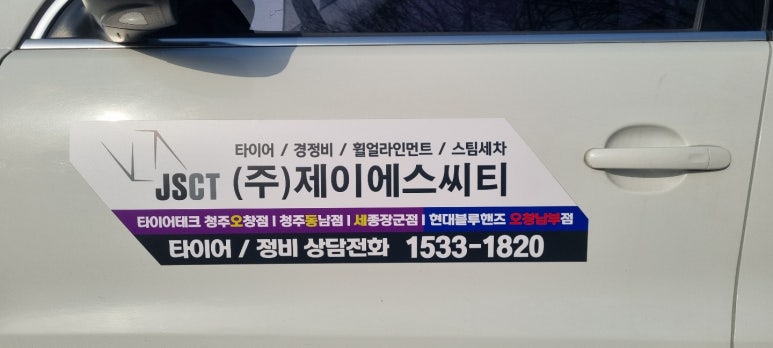 타이어 / 경정비 / 휠얼라인먼트 / 스팀세차
JSCT (주)제이에스씨티
타이어테크 청주오창점 | 청주동남점 | 세종장군점 | 현대블루핸즈 오창남부점
타이어 / 정비 상담전화 1533-1820